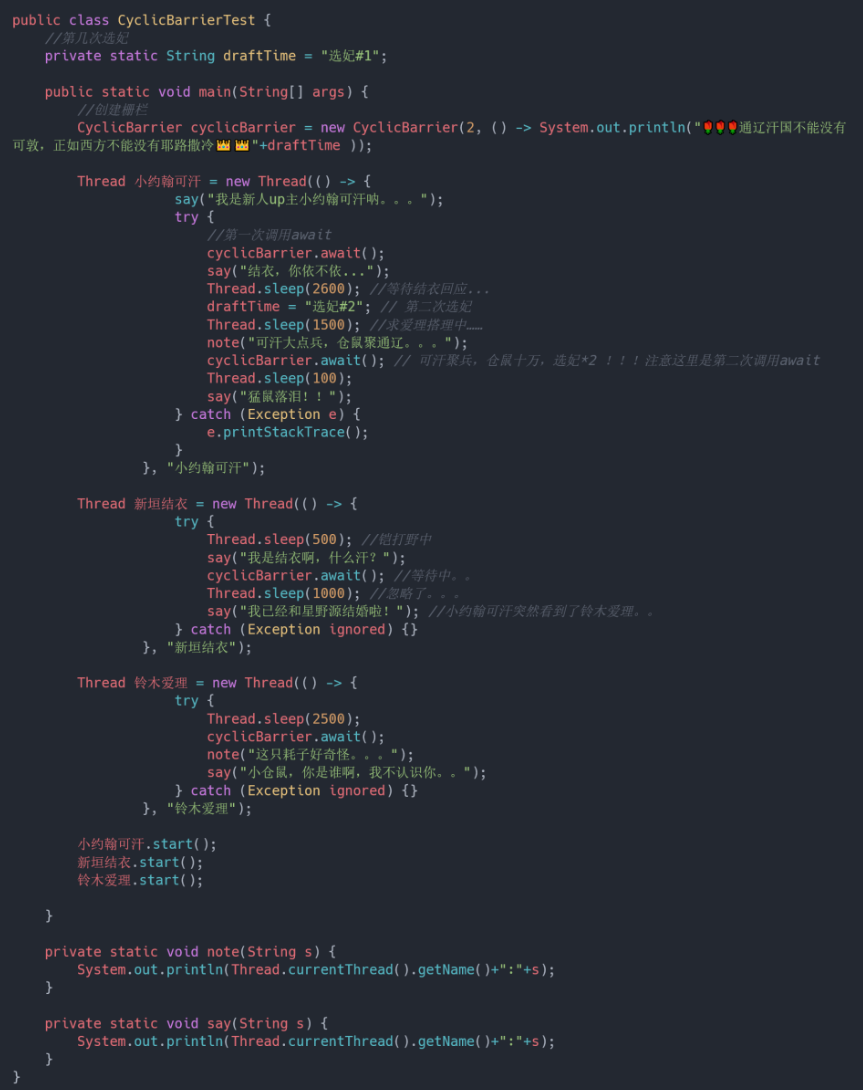 public class CyclicBarrierTest {
    //第几次选妃
    private static String draftTime = "选妃#1";

    public static void main(String[] args) {
        //创建栅栏
        CyclicBarrier cyclicBarrier = new CyclicBarrier(2, () -> System.out.println("🌹🌹🌹通辽汗国不能没有
可敦，正如西方不能没有耶路撒冷👑 👑"+draftTime ));

        Thread 小约翰可汗 = new Thread(() -> {
                    say("我是新人up主小约翰可汗呐。。。");
                    try {
                        //第一次调用await
                        cyclicBarrier.await();
                        say("结衣，你依不依...");
                        Thread.sleep(2600); //等待结衣回应...
                        draftTime = "选妃#2"; // 第二次选妃
                        Thread.sleep(1500); //求爱理搭理中……
                        note("可汗大点兵，仓鼠聚通辽。。。");
                        cyclicBarrier.await(); // 可汗聚兵，仓鼠十万，选妃*2 ！！！注意这里是第二次调用await
                        Thread.sleep(100);
                        say("猛鼠落泪！！");
                    } catch (Exception e) {
                        e.printStackTrace();
                    }
                }, "小约翰可汗");

        Thread 新垣结衣 = new Thread(() -> {
                    try {
                        Thread.sleep(500); //铠打野中
                        say("我是结衣啊，什么汗？");
                        cyclicBarrier.await(); //等待中。。
                        Thread.sleep(1000); //忽略了。。。
                        say("我已经和星野源结婚啦！"); //小约翰可汗突然看到了铃木爱理。。
                    } catch (Exception ignored) {}
                }, "新垣结衣");

        Thread 铃木爱理 = new Thread(() -> {
                    try {
                        Thread.sleep(2500);
                        cyclicBarrier.await();
                        note("这只耗子好奇怪。。。");
                        say("小仓鼠，你是谁啊，我不认识你。。");
                    } catch (Exception ignored) {}
                }, "铃木爱理");

        小约翰可汗.start();
        新垣结衣.start();
        铃木爱理.start();

    }

    private static void note(String s) {
        System.out.println(Thread.currentThread().getName()+":"+s);
    }

    private static void say(String s) {
        System.out.println(Thread.currentThread().getName()+":"+s);
    }
}